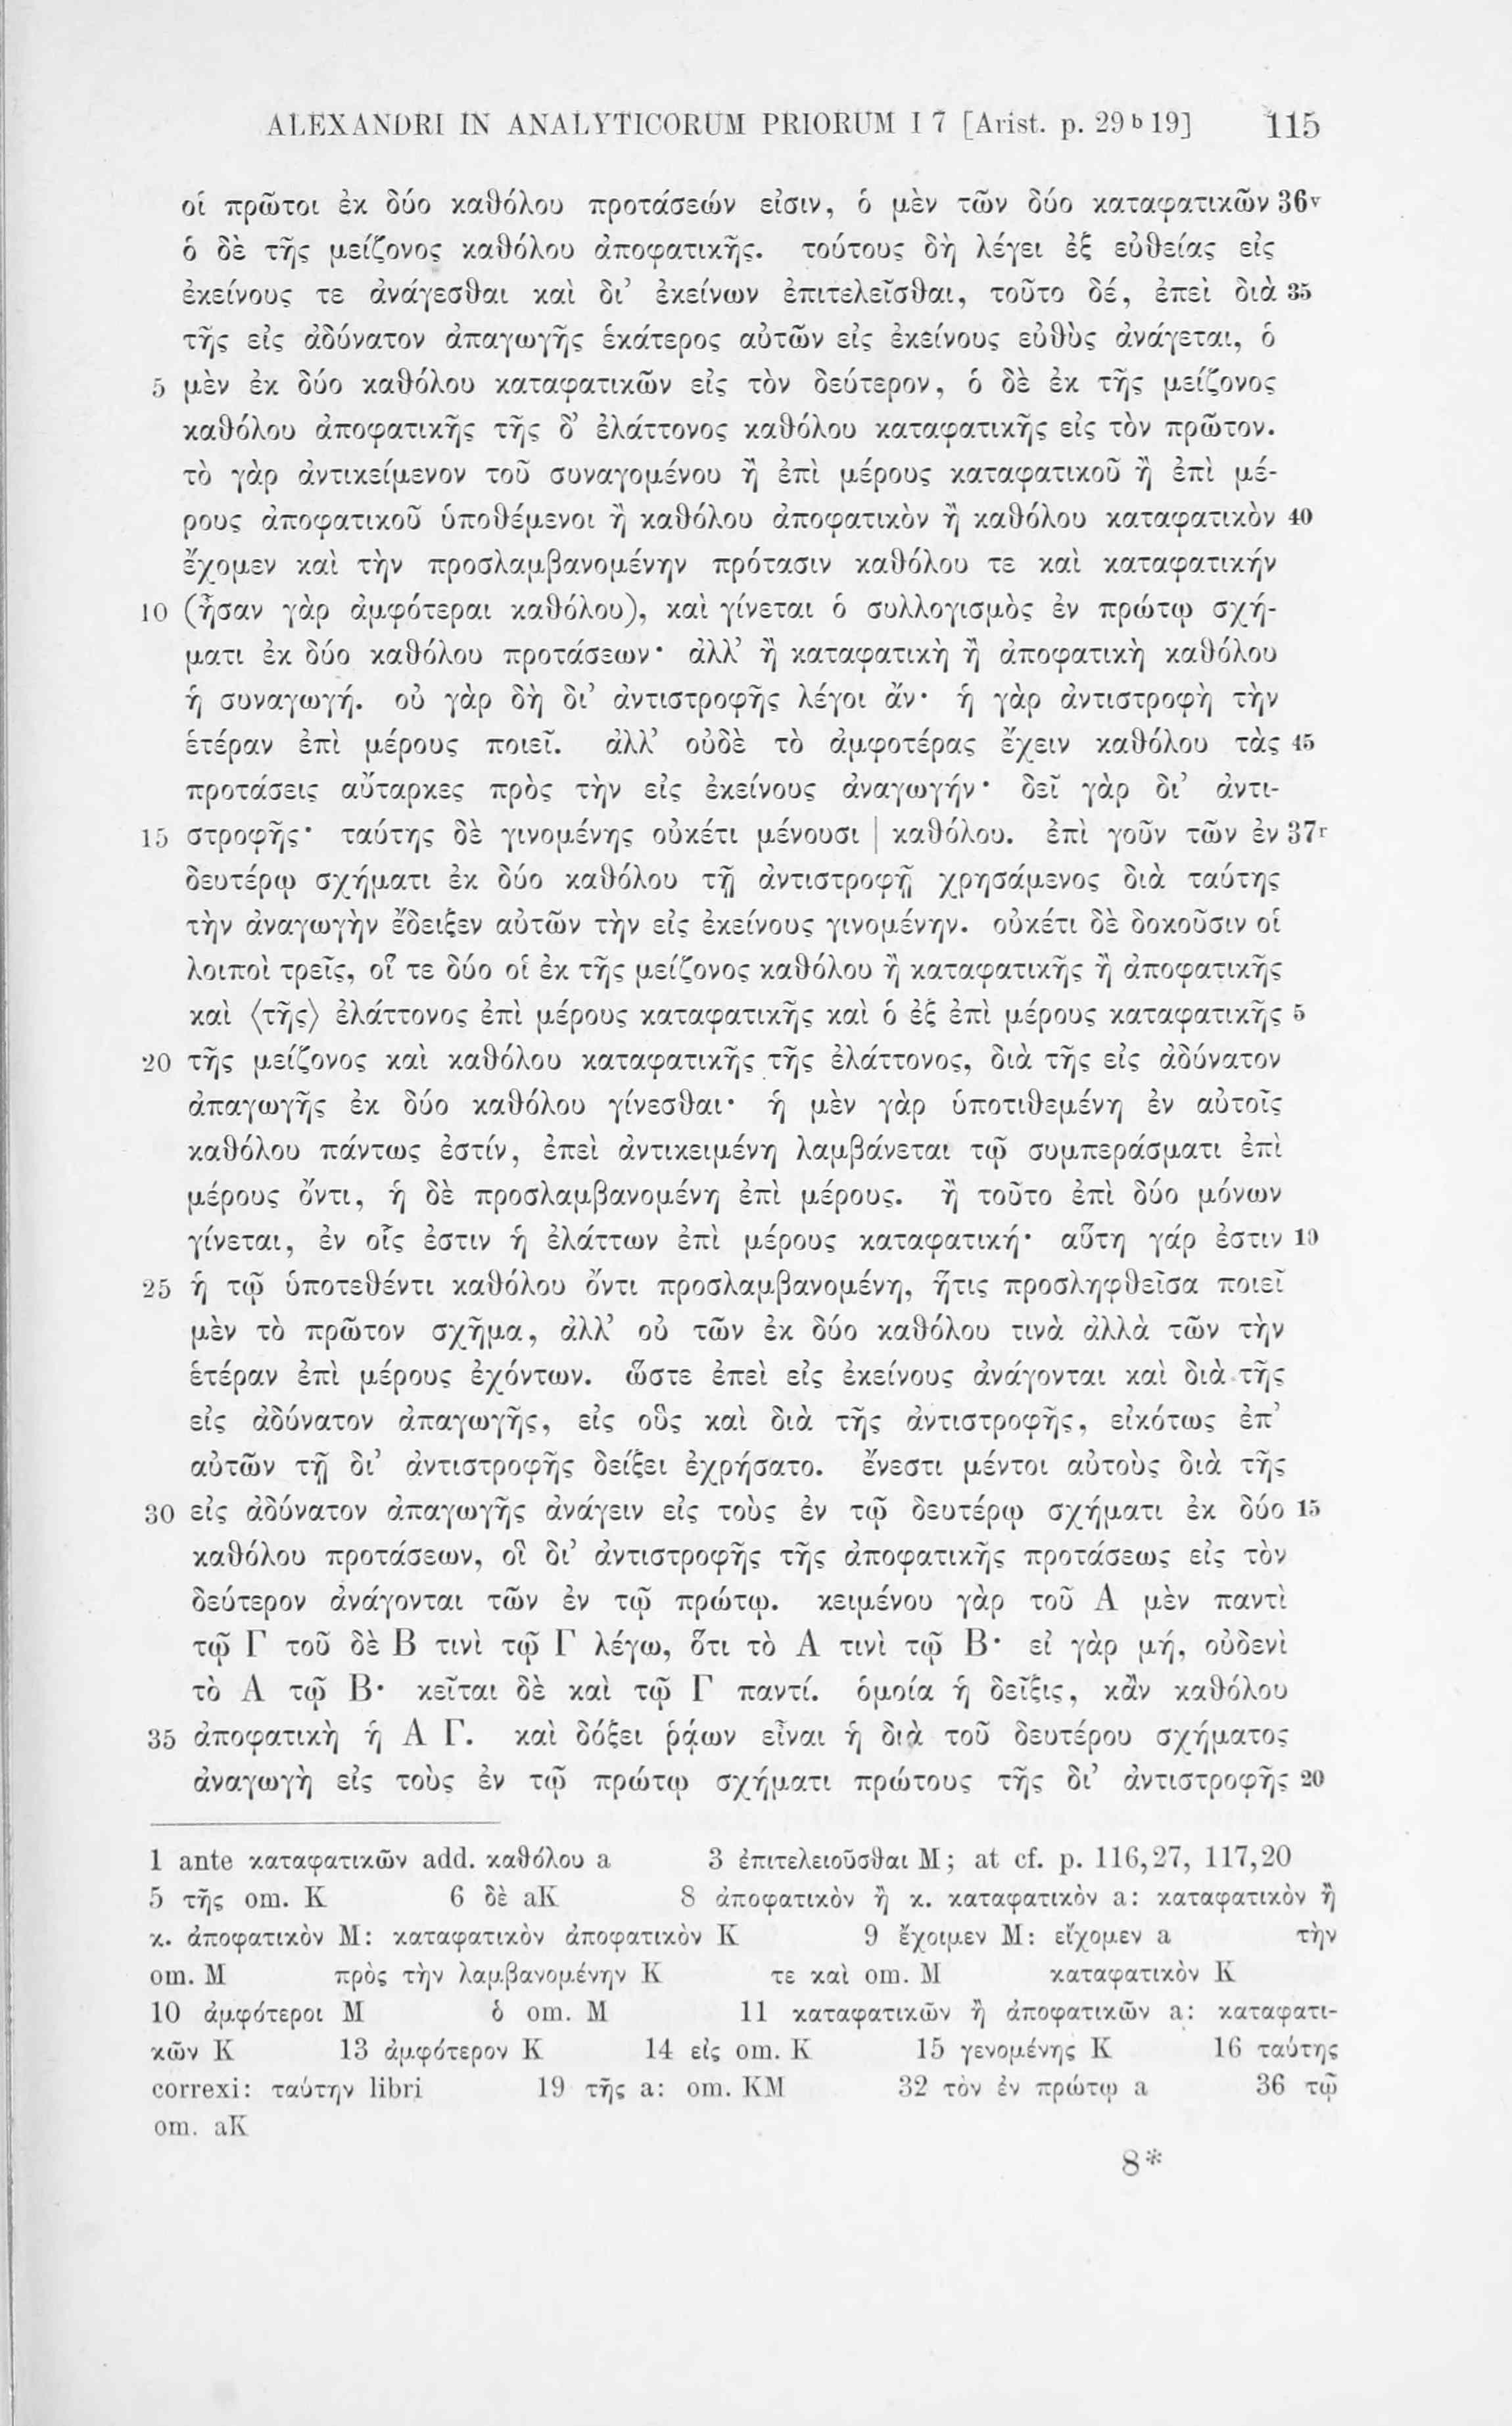 ALEXANDRI IN ANALYTICORUM PRIORUM I 7 [Arist. p. 29 b 19] 115
οἱ πρῶτοι ἐκ δύο καθόλου προτάσεών εἰσιν, ὁ μὲν τῶν δύο καταφατικῶν 36v
ὁ δὲ τῆς μείζονος καθόλου ἀποφατικῆς. τούτους δὴ λέγει ἐξ εὐθείας εἰς
ἐκείνους τε ἀνάγεσθαι καὶ δι’ ἐκείνων ἐπιτελεῖσθαι, τοῦτο δέ, ἐπεὶ διὰ 35
τῆς εἰς ἀδύνατον ἀπαγωγῆς ἑκάτερος αὐτῶν εἰς ἐκείνους εὐθὺς ἀνάγεται, ὁ
5 μὲν ἐκ δύο καθόλου καταφατικῶν εἰς τὸν δεύτερον, ὁ δὲ ἐκ τῆς μείζονος
καθόλου ἀποφατικῆς τῆς δ’ ἐλάττονος καθόλου καταφατικῆς εἰς τὸν πρῶτον.
τὸ γὰρ ἀντικείμενον τοῦ συναγομένου ἢ ἐπὶ μέρους καταφατικοῦ ἢ ἐπὶ μέ-
ρους ἀποφατικοῦ ὑποθέμενοι ἢ καθόλου ἀποφατικὸν ἢ καθόλου καταφατικὸν 40
ἔχομεν καὶ τὴν προσλαμβανομένην πρότασιν καθόλου τε καὶ καταφατικήν
10 (ἦσαν γὰρ ἀμφότεραι καθόλου), καὶ γίνεται ὁ συλλογισμὸς ἐν πρώτῳ σχή-
ματι ἐκ δύο καθόλου προτάσεων· ἀλλ’ ἢ καταφατικὴ ἢ ἀποφατικὴ καθόλου
ἡ συναγωγή. οὐ γὰρ δὴ δι’ ἀντιστροφῆς λέγοι ἄν· ἡ γὰρ ἀντιστροφὴ τὴν
ἑτέραν ἐπὶ μέρους ποιεῖ. ἀλλ’ οὐδὲ τὸ ἀμφοτέρας ἔχειν καθόλου τὰς 45
προτάσεις αὔταρκες πρὸς τὴν εἰς ἐκείνους ἀναγωγήν· δεῖ γὰρ δι’ ἀντι-
15 στροφῆς· ταύτης δὲ γινομένης οὐκέτι μένουσι | καθόλου. ἐπὶ γοῦν τῶν ἐν 37r
δευτέρῳ σχήματι ἐκ δύο καθόλου τῇ ἀντιστροφῇ χρησάμενος διὰ ταύτης
τὴν ἀναγωγὴν ἔδειξεν αὐτῶν τὴν εἰς ἐκείνους γινομένην. οὐκέτι δὲ δοκοῦσιν οἱ
λοιποὶ τρεῖς, οἵ τε δύο οἱ ἐκ τῆς μείζονος καθόλου ἢ καταφατικῆς ἢ ἀποφατικῆς
καὶ ⟨τῆς⟩ ἐλάττονος ἐπὶ μέρους καταφατικῆς καὶ ὁ ἐξ ἐπὶ μέρους καταφατικῆς 5
20 τῆς μείζονος καὶ καθόλου καταφατικῆς τῆς ἐλάττονος, διὰ τῆς εἰς ἀδύνατον
ἀπαγωγῆς ἐκ δύο καθόλου γίνεσθαι· ἡ μὲν γὰρ ὑποτιθεμένη ἐν αὐτοῖς
καθόλου πάντως ἐστίν, ἐπεὶ ἀντικειμένη λαμβάνεται τῷ συμπεράσματι ἐπὶ
μέρους ὄντι, ἡ δὲ προσλαμβανομένη ἐπὶ μέρους. ἢ τοῦτο ἐπὶ δύο μόνων
γίνεται, ἐν οἷς ἐστιν ἡ ἐλάττων ἐπὶ μέρους καταφατική· αὕτη γάρ ἐστιν 10
25 ἡ τῷ ὑποτεθέντι καθόλου ὄντι προσλαμβανομένη, ἥτις προσληφθεῖσα ποιεῖ
μὲν τὸ πρῶτον σχῆμα, ἀλλ’ οὐ τῶν ἐκ δύο καθόλου τινὰ ἀλλὰ τῶν τὴν
ἑτέραν ἐπὶ μέρους ἐχόντων. ὥστε ἐπεὶ εἰς ἐκείνους ἀνάγονται καὶ διὰ τῆς
εἰς ἀδύνατον ἀπαγωγῆς, εἰς οὓς καὶ διὰ τῆς ἀντιστροφῆς, εἰκότως ἐπ’
αὐτῶν τῇ δι’ ἀντιστροφῆς δείξει ἐχρήσατο. ἔνεστι μέντοι αὐτοὺς διὰ τῆς
30 εἰς ἀδύνατον ἀπαγωγῆς ἀνάγειν εἰς τοὺς ἐν τῷ δευτέρῳ σχήματι ἐκ δύο 15
καθόλου προτάσεων, οἳ δι’ ἀντιστροφῆς τῆς ἀποφατικῆς προτάσεως εἰς τὸν
δεύτερον ἀνάγονται τῶν ἐν τῷ πρώτῳ. κειμένου γὰρ τοῦ Α μὲν παντὶ
τῷ Γ τοῦ δὲ Β τινὶ τῷ Γ λέγω, ὅτι τὸ Α τινὶ τῷ Β· εἰ γὰρ μή, οὐδενὶ
τὸ Α τῷ Β· κεῖται δὲ καὶ τῷ Γ παντί. ὁμοία ἡ δεῖξις, κἂν καθόλου
35 ἀποφατικὴ ἡ Α Γ. καὶ δόξει ῥᾴων εἶναι ἡ διὰ τοῦ δευτέρου σχήματος
ἀναγωγὴ εἰς τοὺς ἐν τῷ πρώτῳ σχήματι πρώτους τῆς δι’ ἀντιστροφῆς 20
1 ante καταφατικῶν add. καθόλου a 3 ἐπιτελειοῦσθαι M; at cf. p. 116,27, 117,20
5 τῆς om. K 6 δὲ aK 8 ἀποφατικὸν ἢ κ. καταφατικὸν a: καταφατικὸν ἢ
κ. ἀποφατικὸν M: καταφατικὸν ἀποφατικὸν K 9 ἔχοιμεν M: εἴχομεν a τὴν
om. M πρὸς τὴν λαμβανομένην K τε καὶ om. M καταφατικὸν K
10 ἀμφότεροι M ὁ om. M 11 καταφατικῶν ἢ ἀποφατικῶν a: καταφατι-
κῶν K 13 ἀμφότερον K 14 εἰς om. K 15 γενομένης K 16 ταύτης
correxi: ταύτην libri 19 τῆς a: om. KM 32 τὸν ἐν πρώτῳ a 36 τῷ
om. aK
8*